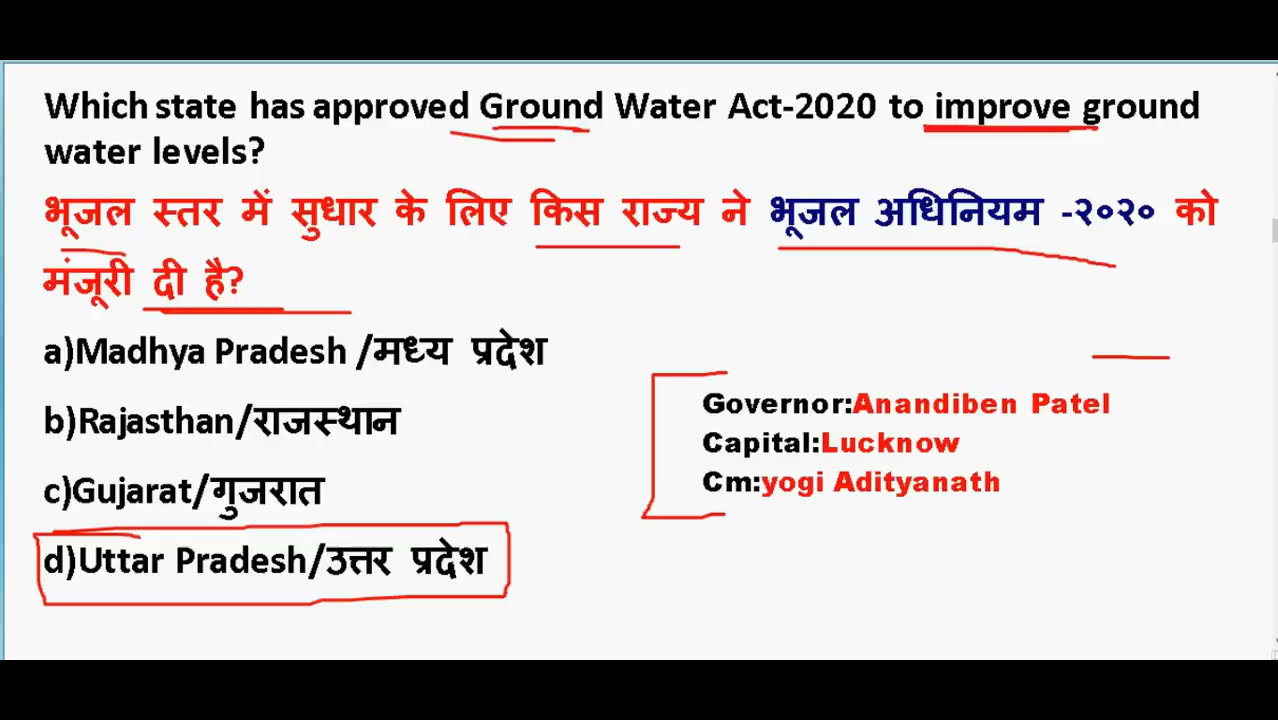 Which state has approved Ground Water Act-2020 to improve ground
water levels?
भूजल स्तर में सुधार के लिए किस राज्य ने भूजल अधिनियम -२०२० को
मंजूरी दी है?
a)Madhya Pradesh /मध्य प्रदेश
b)Rajasthan/राजस्थान
c)Gujarat/गुजरात
d)Uttar Pradesh/उत्तर प्रदेश
Governor:Anandiben Patel
Capital:Lucknow
Cm:yogi Adityanath